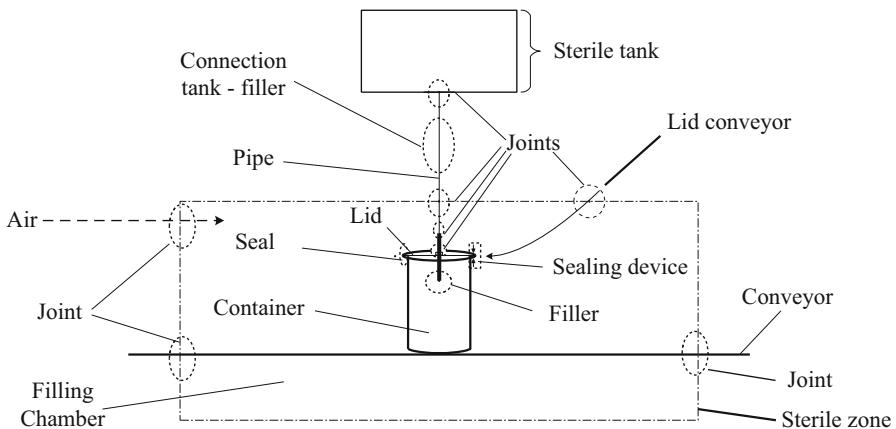 Sterile tank
Connection
tank - filler
Joints
Lid conveyor
Pipe
Air
Lid
Seal
Sealing device
Joint
Container
Filler
Conveyor
Filling
Chamber
Joint
Sterile zone